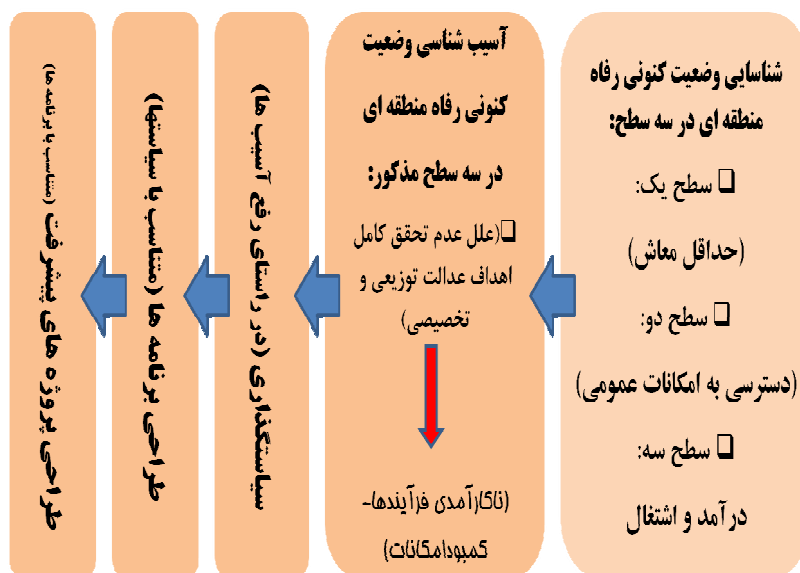 شناسایی وضعیت کنونی رفاه
منطقه ای در سه سطح:
❑ سطح یک:
(حداقل معاش)
❑ سطح دو:
(دسترسی به امکانات عمومی)
❑ سطح سه:
درآمد و اشتغال
آسیب شناسی وضعیت
کنونی رفاه منطقه ای
در سه سطح مذکور:
❑(علل عدم تحقق کامل
اهداف عدالت توزیعی و
تخصیصی)
(ناکارآمدی فرآیندها-
کمبودامکانات)
سیاستگذاری (در راستای رفع آسیب ها)
طراحی برنامه ها (متناسب با سیاستها)
طراحی پروژه های پیشرفت (متناسب با برنامه ها)